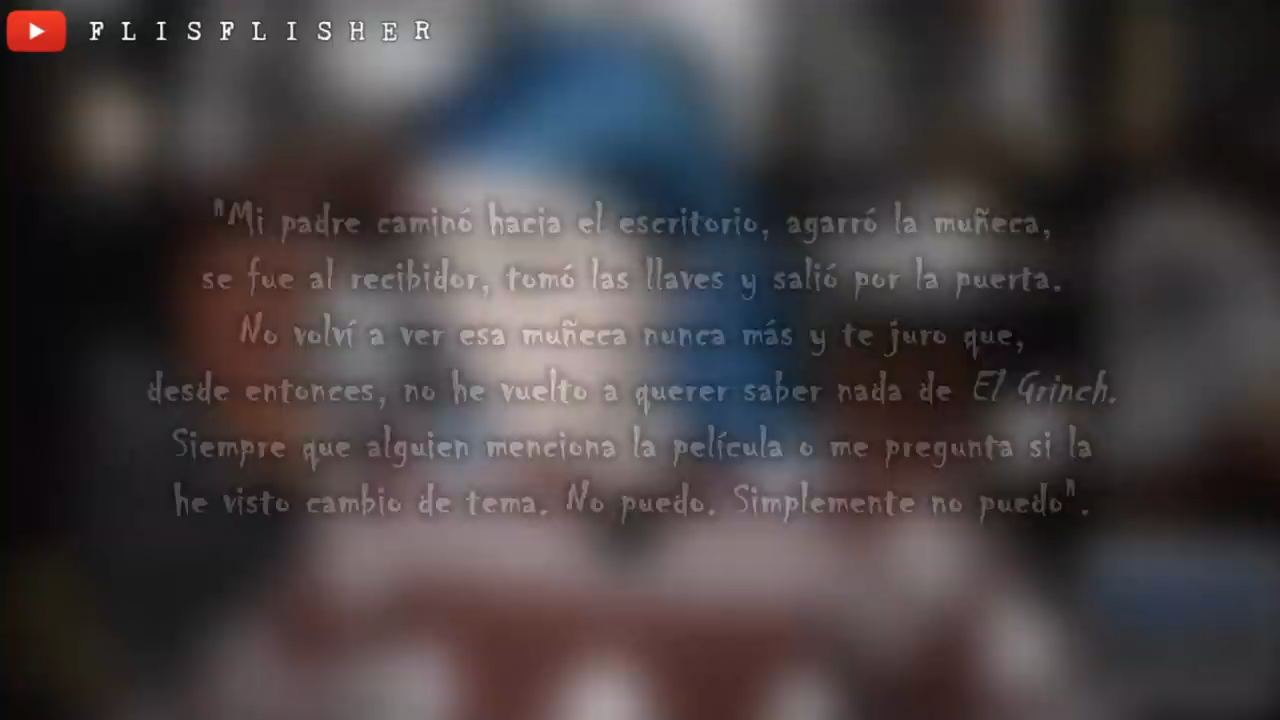 FLISFLISHER
"Mi padre caminó hacia el escritorio, agarró la muñeca,
se fue al recibidor, tomó las llaves y salió por la puerta.
No volví a ver esa muñeca nunca más y te juro que,
desde entonces, no he vuelto a querer saber nada de El Grinch.
Siempre que alguien menciona la película o me pregunta si la
he visto cambio de tema. No puedo. Simplemente no puedo".